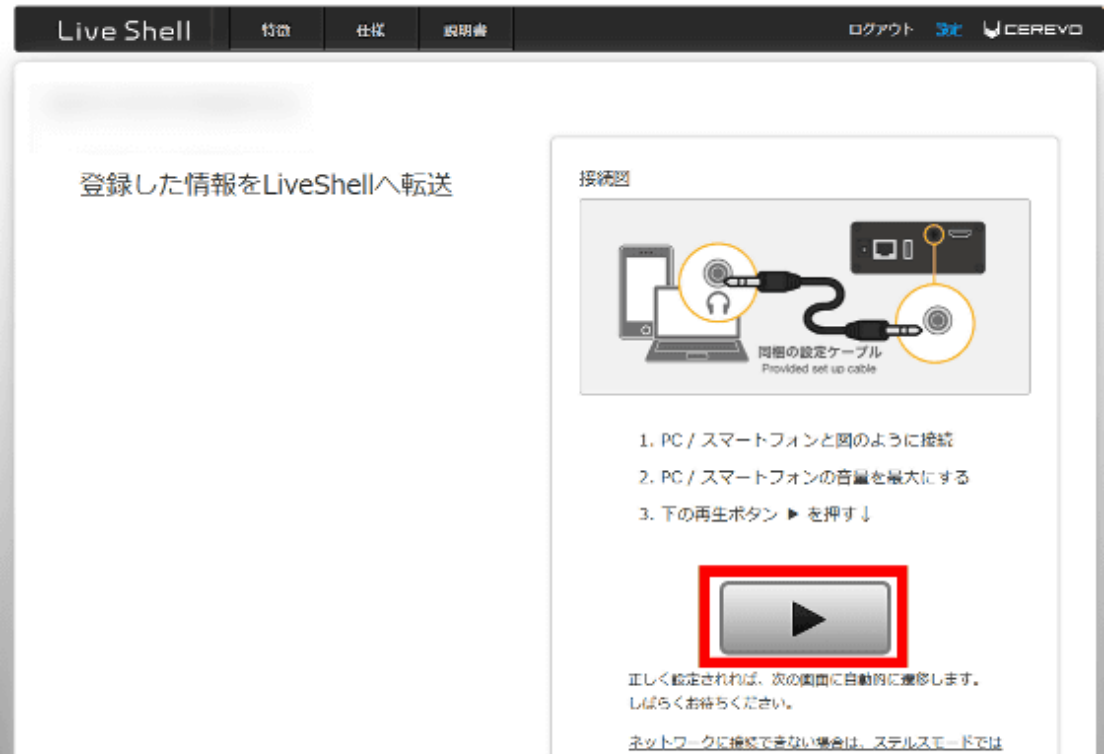 Live Shell 特徴 仕様 説明書 ログアウト 設定 CEREVO
登録した情報をLiveShellへ転送
接続図
同梱の設定ケーブル
Provided set up cable
1. PC / スマートフォンと図のように接続
2. PC / スマートフォンの音量を最大にする
3. 下の再生ボタン ▶ を押す↓
正しく設定されれば、次の画面に自動的に遷移します。
しばらくお待ちください。
ネットワークに接続できない場合は、ステルスモードでは